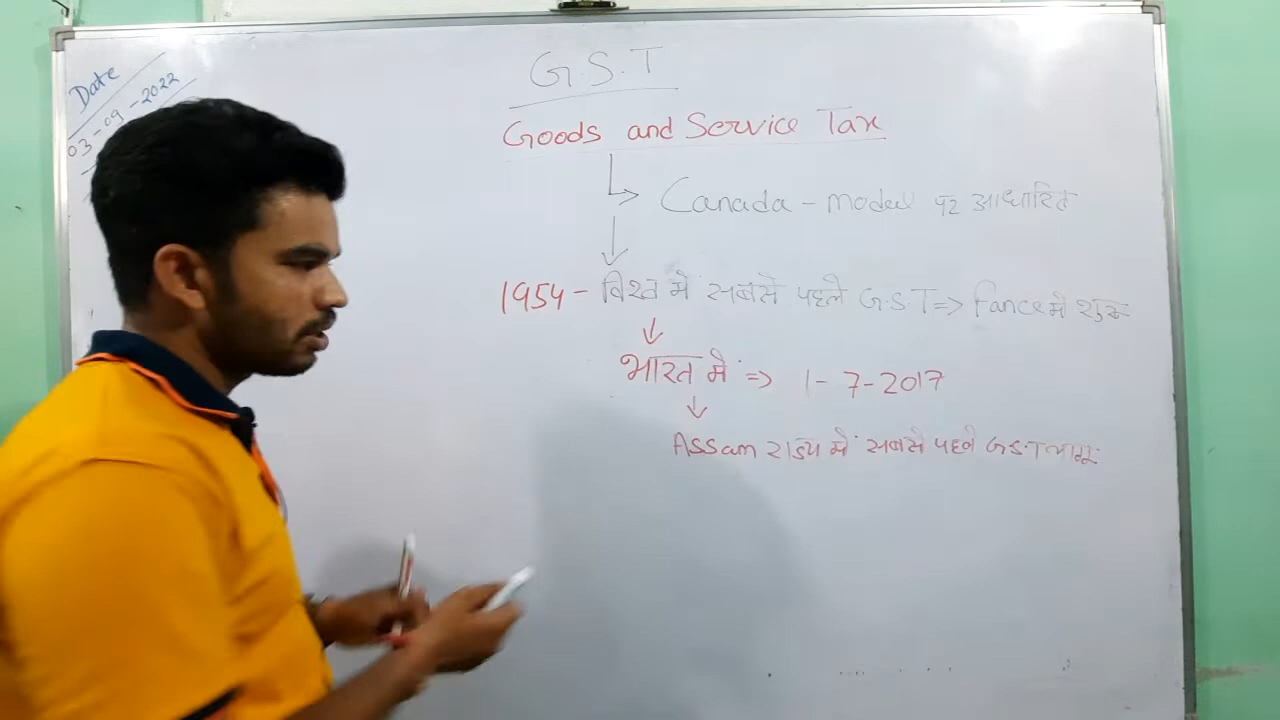 Date
03-09-2022
G.S.T
Goods and Service Tax
Canada - model पर आधारित
1954 - विश्व में सबसे पहले G.S.T => fance मे शुरू
भारत में => 1-7-2017
Assam राज्य में सबसे पहले G.S.T लागू